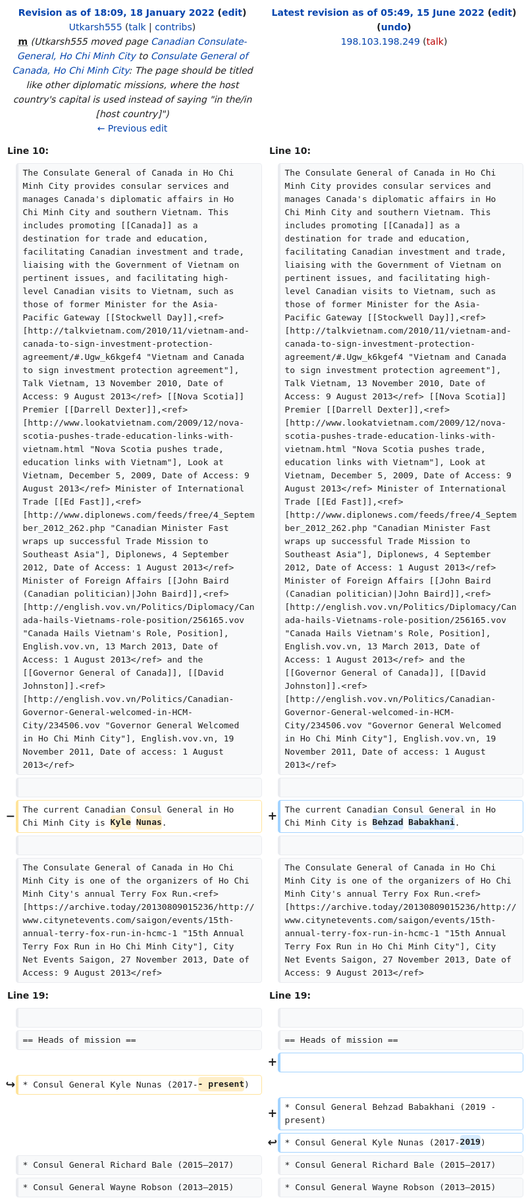 Revision as of 18:09, 18 January 2022 (edit)
Utkarsh555 (talk | contribs)
m (Utkarsh555 moved page Canadian Consulate-
General, Ho Chi Minh City to Consulate General of
Canada, Ho Chi Minh City: The page should be titled
like other diplomatic missions, where the host
country's capital is used instead of saying "in the/in
[host country]")
← Previous edit
Latest revision as of 05:49, 15 June 2022 (edit)
(undo)
198.103.198.249 (talk)
Line 10:
Line 10:
The Consulate General of Canada in Ho Chi
Minh City provides consular services and
manages Canada's diplomatic affairs in Ho
Chi Minh City and southern Vietnam. This
includes promoting [[Canada]] as a
destination for trade and education,
facilitating Canadian investment and trade,
liaising with the Government of Vietnam on
pertinent issues, and facilitating high-
level Canadian visits to Vietnam, such as
those of former Minister for the Asia-
Pacific Gateway [[Stockwell Day]],<ref>
[http://talkvietnam.com/2010/11/vietnam-and-
canada-to-sign-investment-protection-
agreement/#.Ugw_k6kgef4 "Vietnam and Canada
to sign investment protection agreement"],
Talk Vietnam, 13 November 2010, Date of
Access: 9 August 2013</ref> [[Nova Scotia]]
Premier [[Darrell Dexter]],<ref>
[http://www.lookatvietnam.com/2009/12/nova-
scotia-pushes-trade-education-links-with-
vietnam.html "Nova Scotia pushes trade,
education links with Vietnam"], Look at
Vietnam, December 5, 2009, Date of Access: 9
August 2013</ref> Minister of International
Trade [[Ed Fast]],<ref>
[http://www.diplonews.com/feeds/free/4_Septem
ber_2012_262.php "Canadian Minister Fast
wraps up successful Trade Mission to
Southeast Asia"], Diplonews, 4 September
2012, Date of Access: 1 August 2013</ref>
Minister of Foreign Affairs [[John Baird
(Canadian politician)|John Baird]],<ref>
[http://english.vov.vn/Politics/Diplomacy/Can
ada-hails-Vietnams-role-position/256165.vov
"Canada Hails Vietnam's Role, Position],
English.vov.vn, 13 March 2013, Date of
Access: 1 August 2013</ref> and the
[[Governor General of Canada]], [[David
Johnston]].<ref>
[http://english.vov.vn/Politics/Canadian-
Governor-General-welcomed-in-HCM-
City/234506.vov "Governor General Welcomed
in Ho Chi Minh City"], English.vov.vn, 19
November 2011, Date of access: 1 August
2013</ref>
The Consulate General of Canada in Ho Chi
Minh City provides consular services and
manages Canada's diplomatic affairs in Ho
Chi Minh City and southern Vietnam. This
includes promoting [[Canada]] as a
destination for trade and education,
facilitating Canadian investment and trade,
liaising with the Government of Vietnam on
pertinent issues, and facilitating high-
level Canadian visits to Vietnam, such as
those of former Minister for the Asia-
Pacific Gateway [[Stockwell Day]],<ref>
[http://talkvietnam.com/2010/11/vietnam-and-
canada-to-sign-investment-protection-
agreement/#.Ugw_k6kgef4 "Vietnam and Canada
to sign investment protection agreement"],
Talk Vietnam, 13 November 2010, Date of
Access: 9 August 2013</ref> [[Nova Scotia]]
Premier [[Darrell Dexter]],<ref>
[http://www.lookatvietnam.com/2009/12/nova-
scotia-pushes-trade-education-links-with-
vietnam.html "Nova Scotia pushes trade,
education links with Vietnam"], Look at
Vietnam, December 5, 2009, Date of Access: 9
August 2013</ref> Minister of International
Trade [[Ed Fast]],<ref>
[http://www.diplonews.com/feeds/free/4_Septem
ber_2012_262.php "Canadian Minister Fast
wraps up successful Trade Mission to
Southeast Asia"], Diplonews, 4 September
2012, Date of Access: 1 August 2013</ref>
Minister of Foreign Affairs [[John Baird
(Canadian politician)|John Baird]],<ref>
[http://english.vov.vn/Politics/Diplomacy/Can
ada-hails-Vietnams-role-position/256165.vov
"Canada Hails Vietnam's Role, Position],
English.vov.vn, 13 March 2013, Date of
Access: 1 August 2013</ref> and the
[[Governor General of Canada]], [[David
Johnston]].<ref>
[http://english.vov.vn/Politics/Canadian-
Governor-General-welcomed-in-HCM-
City/234506.vov "Governor General Welcomed
in Ho Chi Minh City"], English.vov.vn, 19
November 2011, Date of access: 1 August
2013</ref>
− The current Canadian Consul General in Ho
Chi Minh City is Kyle Nunas.
+ The current Canadian Consul General in Ho
Chi Minh City is Behzad Babakhani.
The Consulate General of Canada in Ho Chi
Minh City is one of the organizers of Ho Chi
Minh City's annual Terry Fox Run.<ref>
[https://archive.today/20130809015236/http://
www.citynetevents.com/saigon/events/15th-
annual-terry-fox-run-in-hcmc-1 "15th Annual
Terry Fox Run in Ho Chi Minh City"], City
Net Events Saigon, 27 November 2013, Date of
Access: 9 August 2013</ref>
The Consulate General of Canada in Ho Chi
Minh City is one of the organizers of Ho Chi
Minh City's annual Terry Fox Run.<ref>
[https://archive.today/20130809015236/http://
www.citynetevents.com/saigon/events/15th-
annual-terry-fox-run-in-hcmc-1 "15th Annual
Terry Fox Run in Ho Chi Minh City"], City
Net Events Saigon, 27 November 2013, Date of
Access: 9 August 2013</ref>
Line 19:
Line 19:
== Heads of mission ==
== Heads of mission ==
+
↪ * Consul General Kyle Nunas (2017-- present)
+ * Consul General Behzad Babakhani (2019 -
present)
↩ * Consul General Kyle Nunas (2017-2019)
* Consul General Richard Bale (2015–2017)
* Consul General Richard Bale (2015–2017)
* Consul General Wayne Robson (2013–2015)
* Consul General Wayne Robson (2013–2015)